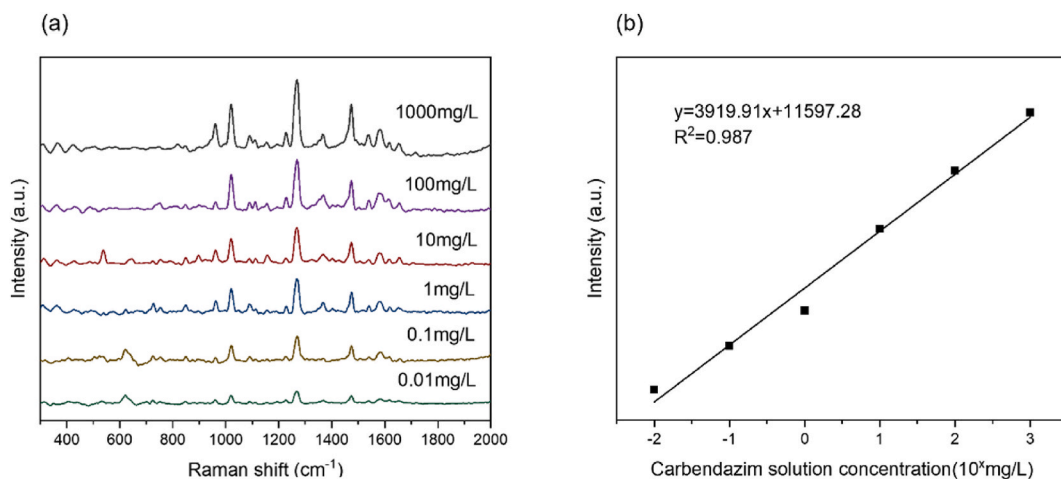 (a)
Intensity (a.u.)
1000mg/L
100mg/L
10mg/L
1mg/L
0.1mg/L
0.01mg/L
400 600 800 1000 1200 1400 1600 1800 2000
Raman shift (cm⁻¹)
(b)
Intensity (a.u.)
y=3919.91x+11597.28
R²=0.987
-2 -1 0 1 2 3
Carbendazim solution concentration(10ˣmg/L)